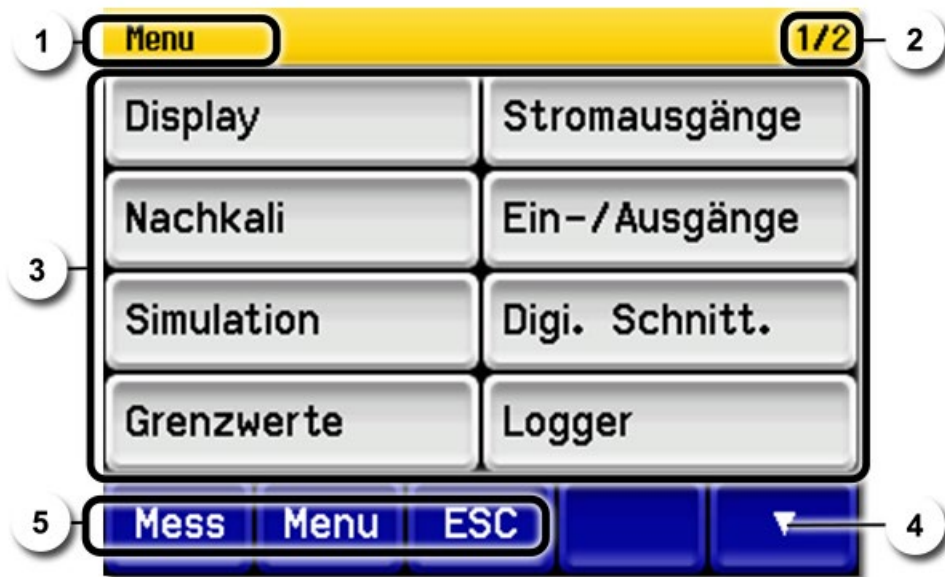 1 Menu 1/2 2
Display Stromausgänge
Nachkali Ein-/Ausgänge
3
Simulation Digi. Schnitt.
Grenzwerte Logger
5 Mess Menu ESC 4